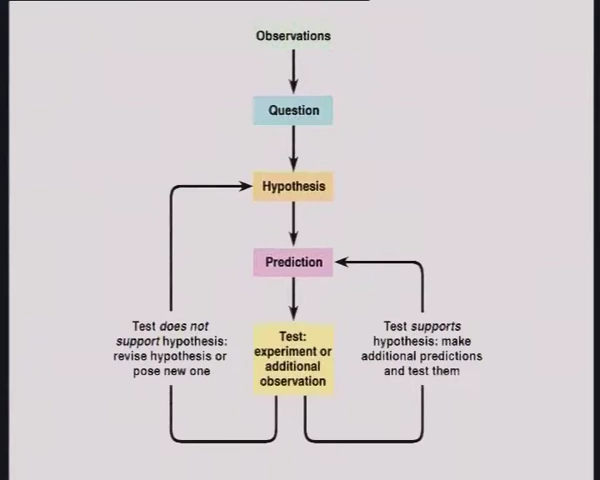 Observations
Question
Hypothesis
Prediction
Test:
experiment or
additional
observation
Test does not
support hypothesis:
revise hypothesis or
pose new one
Test supports
hypothesis: make
additional predictions
and test them